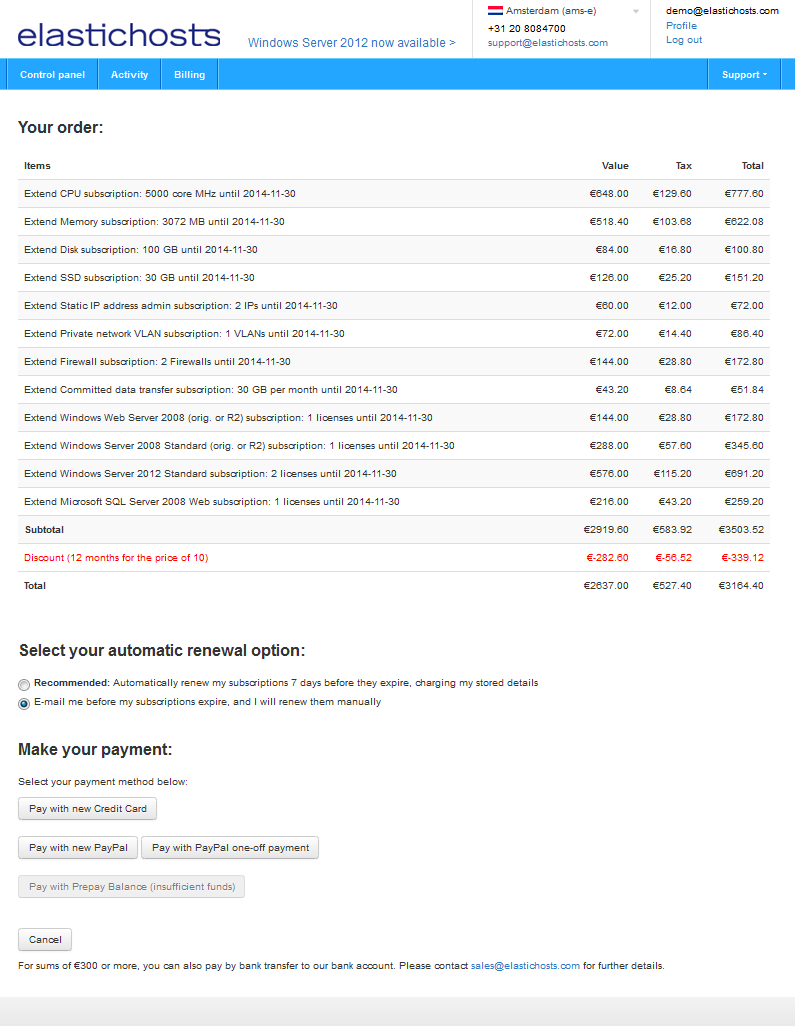 elastichosts
Windows Server 2012 now available >
Amsterdam (ams-e)
+31 20 8084700
support@elastichosts.com
demo@elastichosts.com
Profile
Log out
Control panel Activity Billing Support
Your order:
Items Value Tax Total
Extend CPU subscription: 5000 core MHz until 2014-11-30 €648.00 €129.60 €777.60
Extend Memory subscription: 3072 MB until 2014-11-30 €518.40 €103.68 €622.08
Extend Disk subscription: 100 GB until 2014-11-30 €84.00 €16.80 €100.80
Extend SSD subscription: 30 GB until 2014-11-30 €126.00 €25.20 €151.20
Extend Static IP address admin subscription: 2 IPs until 2014-11-30 €60.00 €12.00 €72.00
Extend Private network VLAN subscription: 1 VLANs until 2014-11-30 €72.00 €14.40 €86.40
Extend Firewall subscription: 2 Firewalls until 2014-11-30 €144.00 €28.80 €172.80
Extend Committed data transfer subscription: 30 GB per month until 2014-11-30 €43.20 €8.64 €51.84
Extend Windows Web Server 2008 (orig. or R2) subscription: 1 licenses until 2014-11-30 €144.00 €28.80 €172.80
Extend Windows Server 2008 Standard (orig. or R2) subscription: 1 licenses until 2014-11-30 €288.00 €57.60 €345.60
Extend Windows Server 2012 Standard subscription: 2 licenses until 2014-11-30 €576.00 €115.20 €691.20
Extend Microsoft SQL Server 2008 Web subscription: 1 licenses until 2014-11-30 €216.00 €43.20 €259.20
Subtotal €2919.60 €583.92 €3503.52
Discount (12 months for the price of 10) €-282.60 €-56.52 €-339.12
Total €2637.00 €527.40 €3164.40
Select your automatic renewal option:
Recommended: Automatically renew my subscriptions 7 days before they expire, charging my stored details
E-mail me before my subscriptions expire, and I will renew them manually
Make your payment:
Select your payment method below:
Pay with new Credit Card
Pay with new PayPal Pay with PayPal one-off payment
Pay with Prepay Balance (insufficient funds)
Cancel
For sums of €300 or more, you can also pay by bank transfer to our bank account. Please contact sales@elastichosts.com for further details.